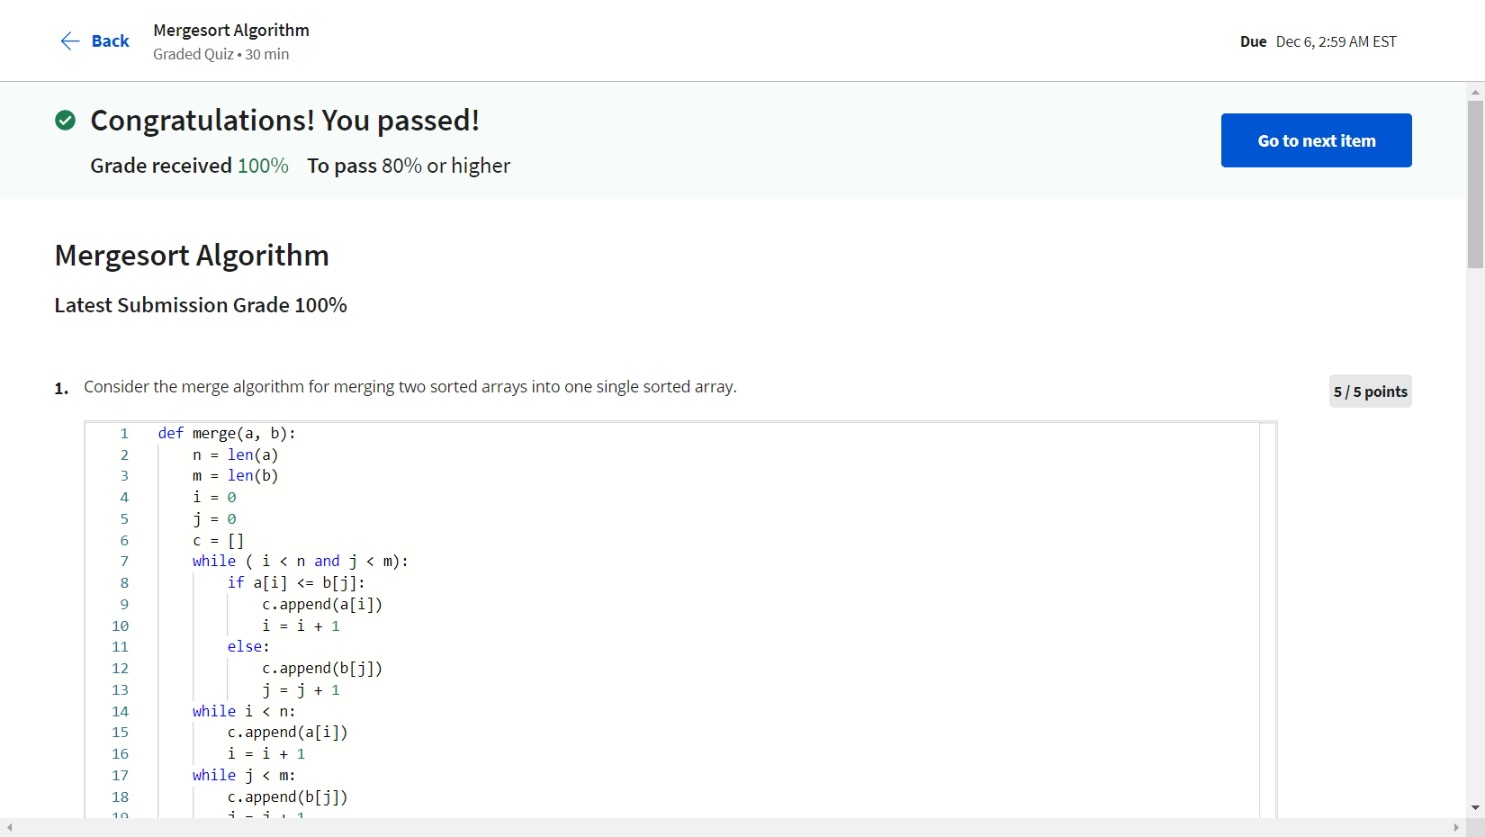 Back
Mergesort Algorithm
Graded Quiz • 30 min
Due Dec 6, 2:59 AM EST
Congratulations! You passed!
Grade received 100% To pass 80% or higher
Go to next item
Mergesort Algorithm
Latest Submission Grade 100%
1. Consider the merge algorithm for merging two sorted arrays into one single sorted array.
5 / 5 points
1 def merge(a, b):
2     n = len(a)
3     m = len(b)
4     i = 0
5     j = 0
6     c = []
7     while ( i < n and j < m):
8         if a[i] <= b[j]:
9             c.append(a[i])
10             i = i + 1
11         else:
12             c.append(b[j])
13             j = j + 1
14     while i < n:
15         c.append(a[i])
16         i = i + 1
17     while j < m:
18         c.append(b[j])